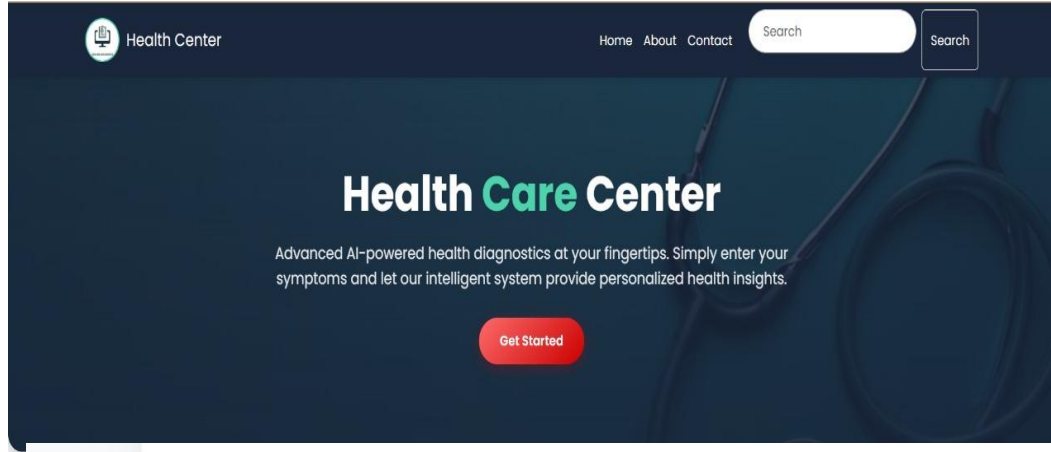 Health Center
Home About Contact Search Search
Health Care Center
Advanced AI-powered health diagnostics at your fingertips. Simply enter your
symptoms and let our intelligent system provide personalized health insights.
Get Started